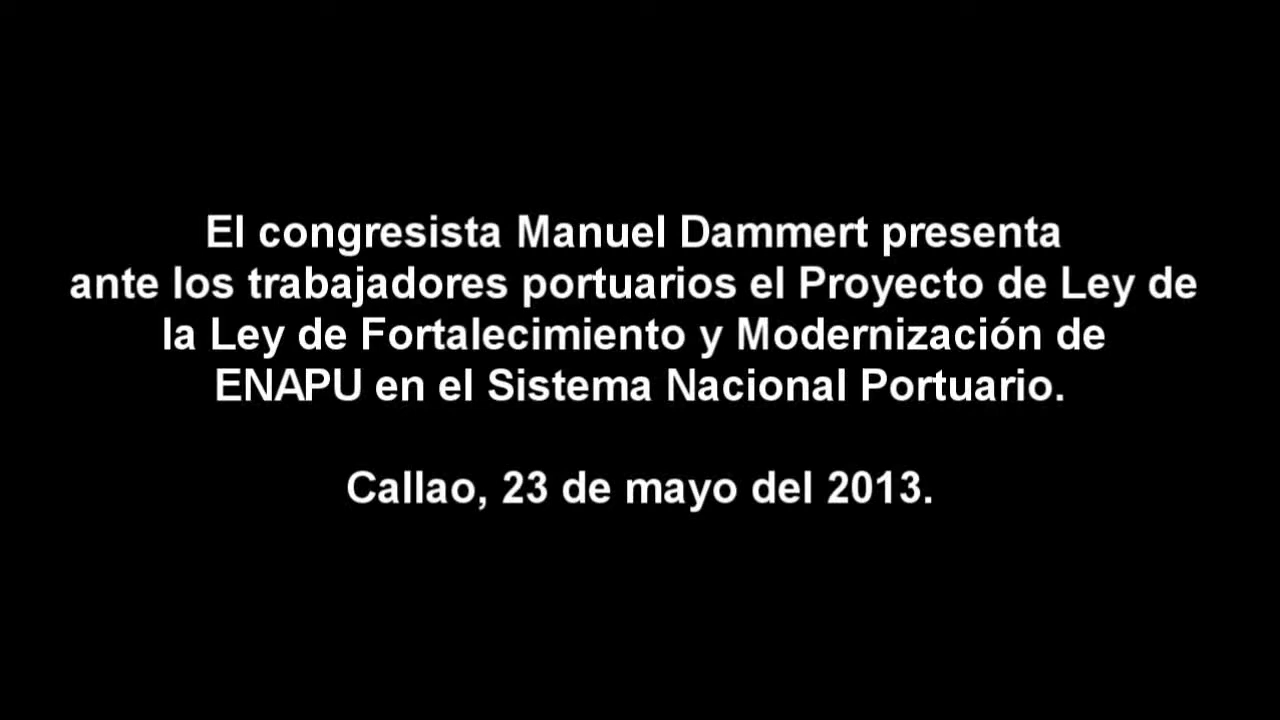 El congresista Manuel Dammert presenta
ante los trabajadores portuarios el Proyecto de Ley de
la Ley de Fortalecimiento y Modernización de
ENAPU en el Sistema Nacional Portuario.
Callao, 23 de mayo del 2013.